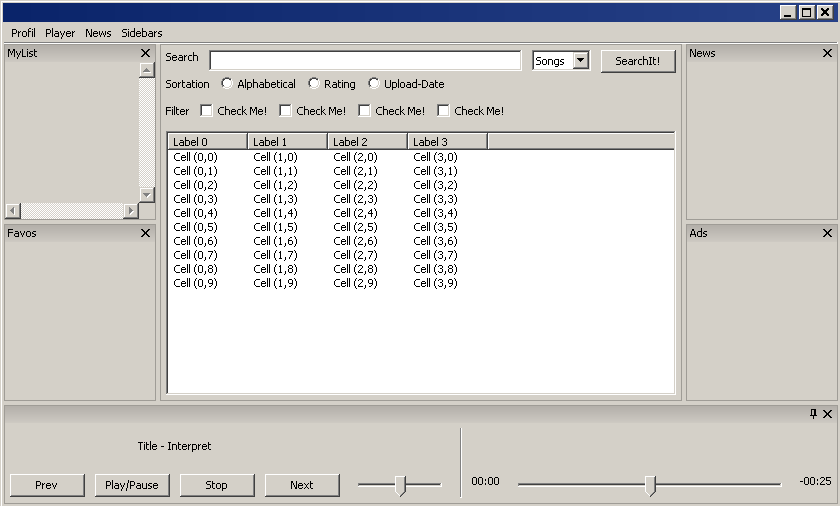 Profil Player News Sidebars
MyList
Search Songs SearchIt!
Sortation Alphabetical Rating Upload-Date
Filter Check Me! Check Me! Check Me! Check Me!
Label 0 Label 1 Label 2 Label 3
Cell (0,0) Cell (1,0) Cell (2,0) Cell (3,0)
Cell (0,1) Cell (1,1) Cell (2,1) Cell (3,1)
Cell (0,2) Cell (1,2) Cell (2,2) Cell (3,2)
Cell (0,3) Cell (1,3) Cell (2,3) Cell (3,3)
Cell (0,4) Cell (1,4) Cell (2,4) Cell (3,4)
Cell (0,5) Cell (1,5) Cell (2,5) Cell (3,5)
Cell (0,6) Cell (1,6) Cell (2,6) Cell (3,6)
Cell (0,7) Cell (1,7) Cell (2,7) Cell (3,7)
Cell (0,8) Cell (1,8) Cell (2,8) Cell (3,8)
Cell (0,9) Cell (1,9) Cell (2,9) Cell (3,9)
News
Favos
Ads
Title - Interpret
Prev Play/Pause Stop Next
00:00 -00:25